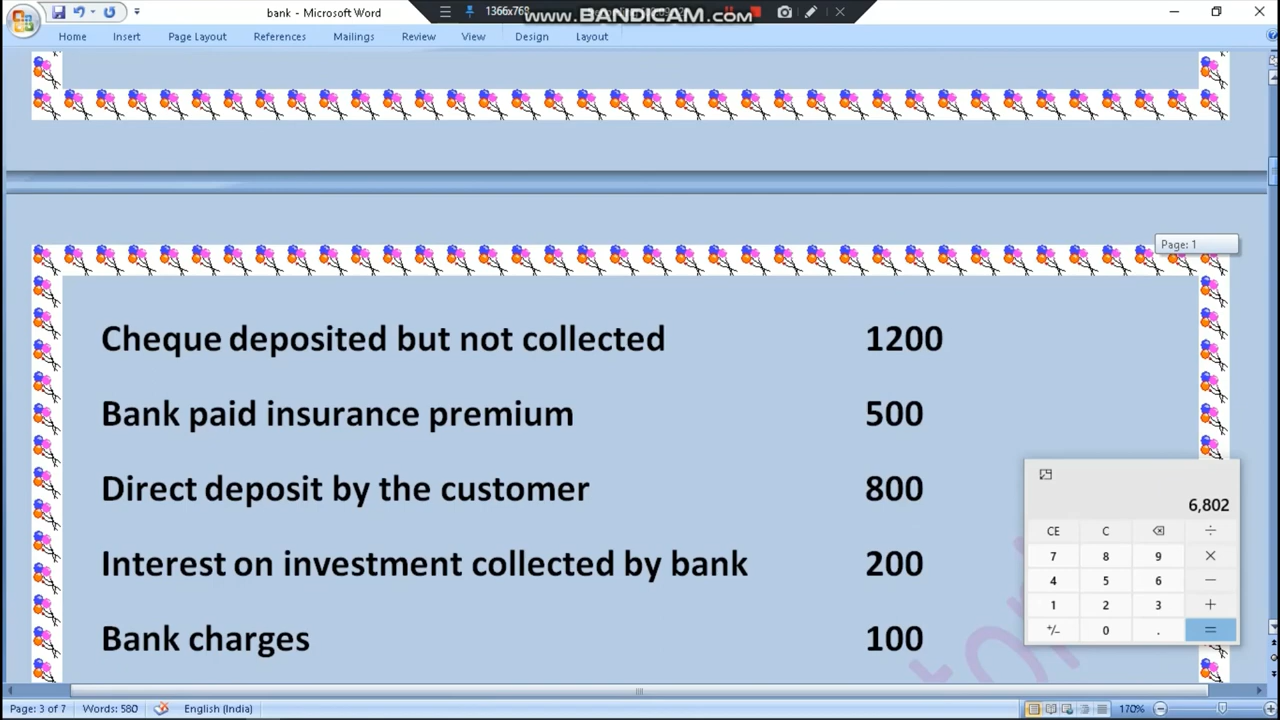 bank - Microsoft Word
1366x768
www.BANDICAM.com
Home Insert Page Layout References Mailings Review View Design Layout
Page: 1
Cheque deposited but not collected 1200
Bank paid insurance premium 500
Direct deposit by the customer 800
Interest on investment collected by bank 200
Bank charges 100
6,802
CE C ÷
7 8 9 ×
4 5 6 −
1 2 3 +
+/− 0 . =
Page: 3 of 7 Words: 580 English (India) 170%